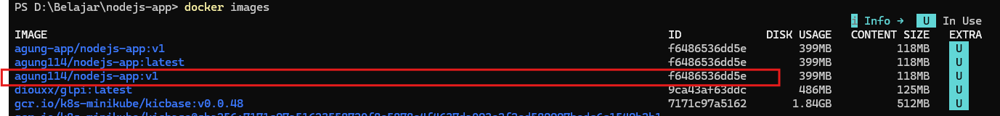 PS D:\Belajar\nodejs-app> docker images
i Info → U In Use
IMAGE ID DISK USAGE CONTENT SIZE EXTRA
agung-app/nodejs-app:v1 f6486536dd5e 399MB 118MB U
agung114/nodejs-app:latest f6486536dd5e 399MB 118MB U
agung114/nodejs-app:v1 f6486536dd5e 399MB 118MB U
diouxx/glpi:latest 9ca43af63ddc 486MB 125MB U
gcr.io/k8s-minikube/kicbase:v0.0.48 7171c97a5162 1.84GB 512MB U